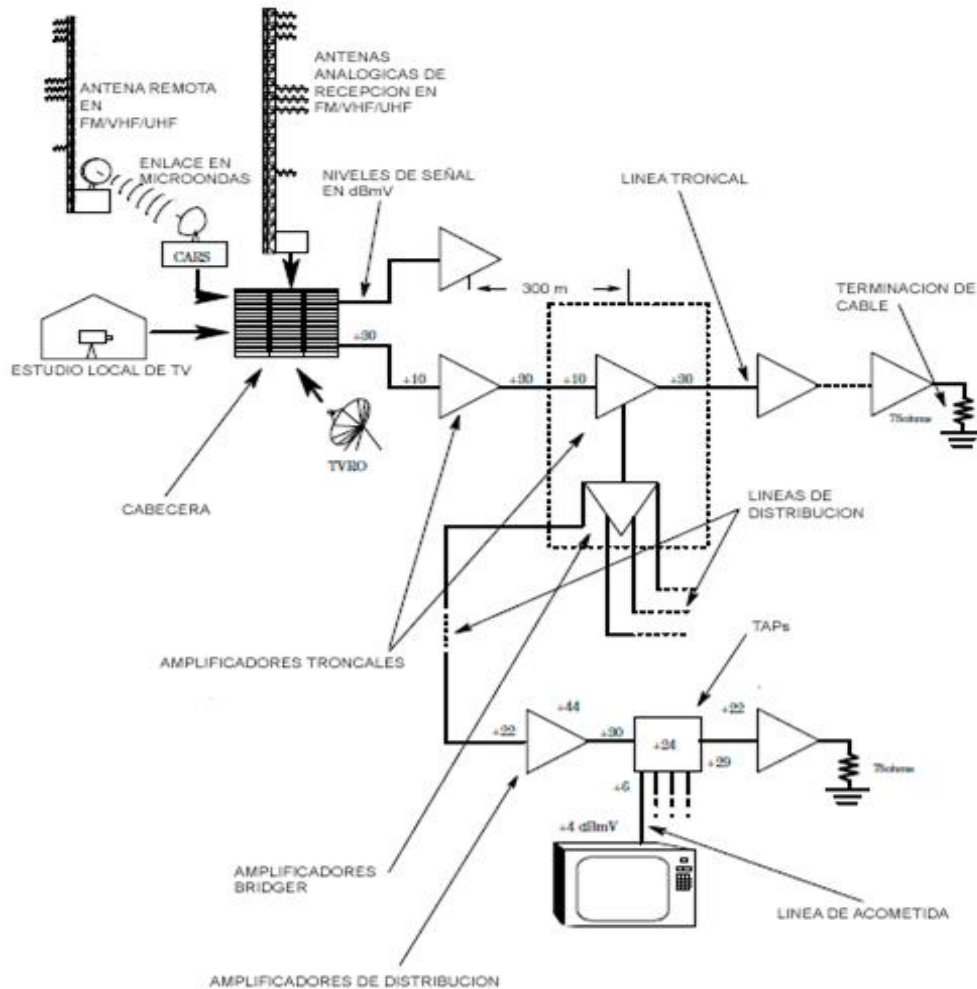 ANTENA REMOTA
EN
FM/VHF/UHF
ANTENAS
ANALOGICAS DE
RECEPCION EN
FM/VHF/UHF
ENLACE EN
MICROONDAS
NIVELES DE SEÑAL
EN dBmV
LINEA TRONCAL
CARS
300 m
TERMINACION DE
CABLE
+30
ESTUDIO LOCAL DE TV
+10
+30
+10
+30
75ohms
TVRO
CABECERA
LINEAS DE
DISTRIBUCION
TAPs
AMPLIFICADORES TRONCALES
+44
+22
+22
+30
+24
+29
75ohms
+6
+4 dBmV
AMPLIFICADORES
BRIDGER
LINEA DE ACOMETIDA
AMPLIFICADORES DE DISTRIBUCION